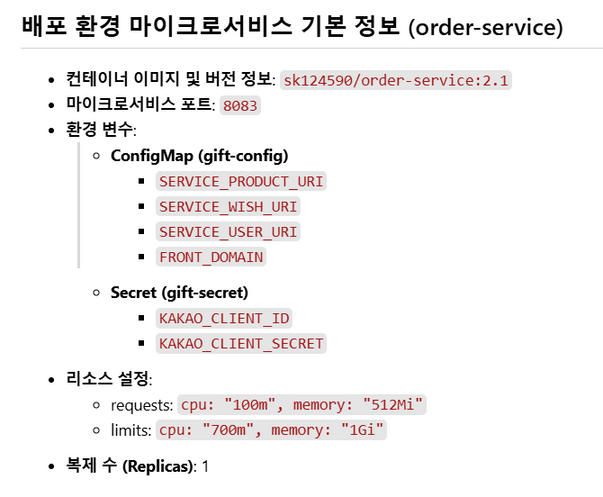 배포 환경 마이크로서비스 기본 정보 (order-service)
컨테이너 이미지 및 버전 정보: sk124590/order-service:2.1
마이크로서비스 포트: 8083
환경 변수:
ConfigMap (gift-config)
SERVICE_PRODUCT_URI
SERVICE_WISH_URI
SERVICE_USER_URI
FRONT_DOMAIN
Secret (gift-secret)
KAKAO_CLIENT_ID
KAKAO_CLIENT_SECRET
리소스 설정:
requests: cpu: "100m", memory: "512Mi"
limits: cpu: "700m", memory: "1Gi"
복제 수 (Replicas): 1